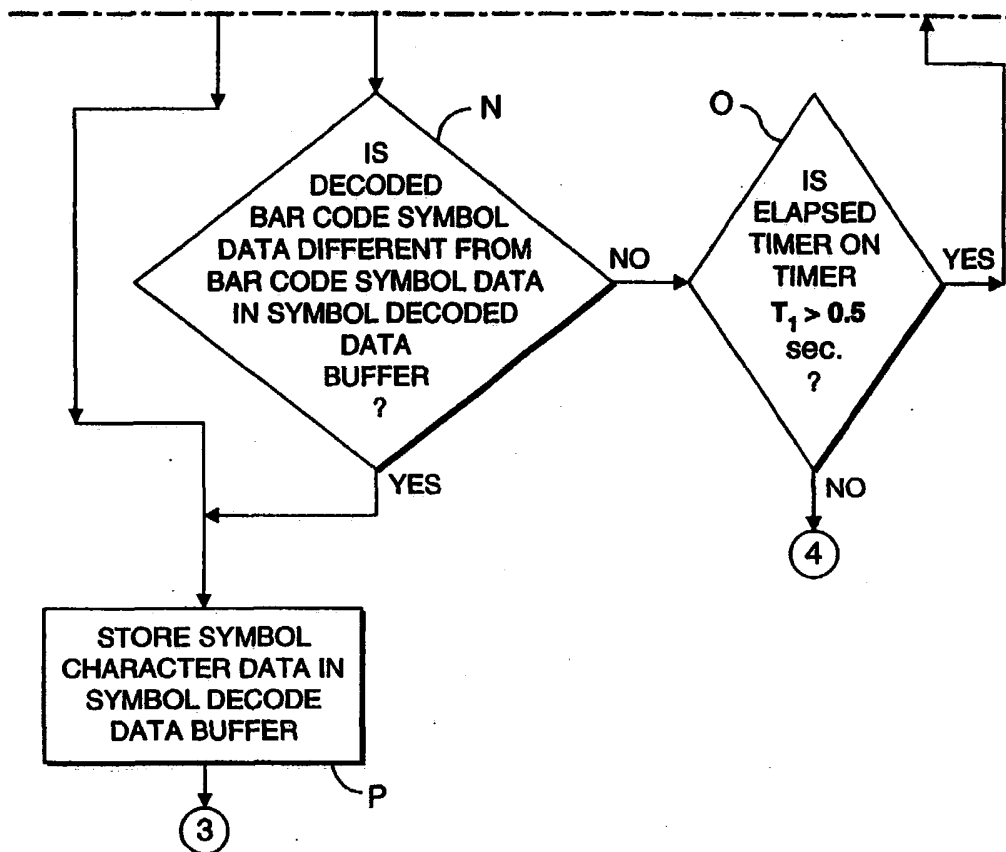 N
IS
DECODED
BAR CODE SYMBOL
DATA DIFFERENT FROM
BAR CODE SYMBOL DATA
IN SYMBOL DECODED
DATA
BUFFER
?
NO
YES
O
IS
ELAPSED
TIMER ON
TIMER
T₁ > 0.5
sec.
?
YES
NO
4
STORE SYMBOL
CHARACTER DATA IN
SYMBOL DECODE
DATA BUFFER
P
3